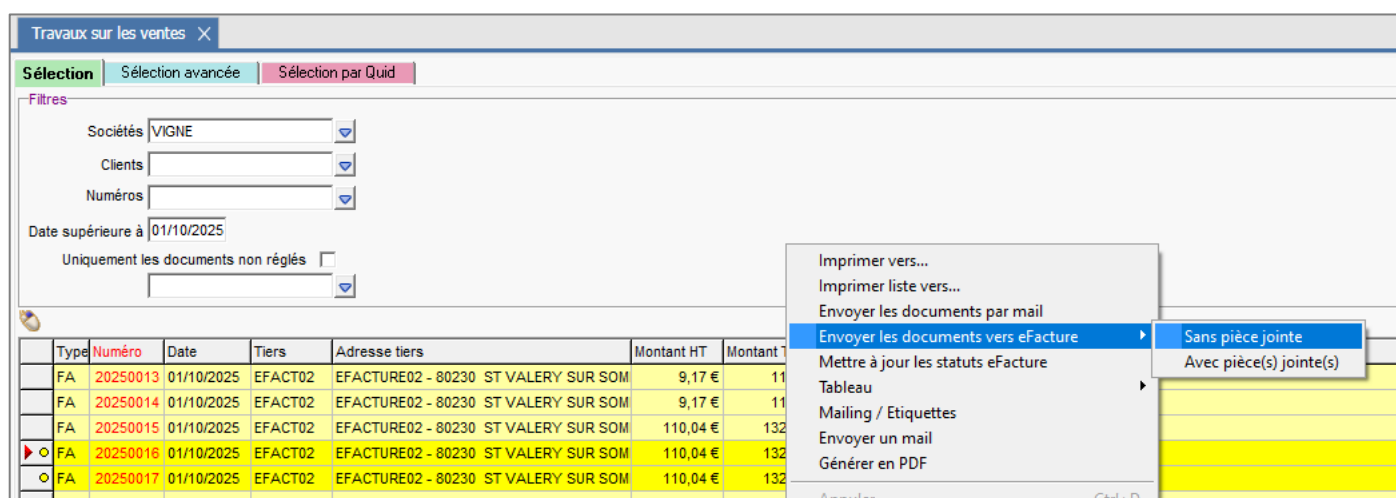 Travaux sur les ventes
Sélection Sélection avancée Sélection par Quid
Filtres
Sociétés VIGNE
Clients
Numéros
Date supérieure à 01/10/2025
Uniquement les documents non réglés
Imprimer vers...
Imprimer liste vers...
Envoyer les documents par mail
Envoyer les documents vers eFacture
Sans pièce jointe
Avec pièce(s) jointe(s)
Mettre à jour les statuts eFacture
Tableau
Mailing / Etiquettes
Envoyer un mail
Générer en PDF
Type Numéro Date Tiers Adresse tiers Montant HT Montant
FA 20250013 01/10/2025 EFACT02 EFACTURE02 - 80230 ST VALERY SUR SOM 9,17 € 11
FA 20250014 01/10/2025 EFACT02 EFACTURE02 - 80230 ST VALERY SUR SOM 9,17 € 11
FA 20250015 01/10/2025 EFACT02 EFACTURE02 - 80230 ST VALERY SUR SOM 110,04 € 132
FA 20250016 01/10/2025 EFACT02 EFACTURE02 - 80230 ST VALERY SUR SOM 110,04 € 132
FA 20250017 01/10/2025 EFACT02 EFACTURE02 - 80230 ST VALERY SUR SOM 110,04 € 132